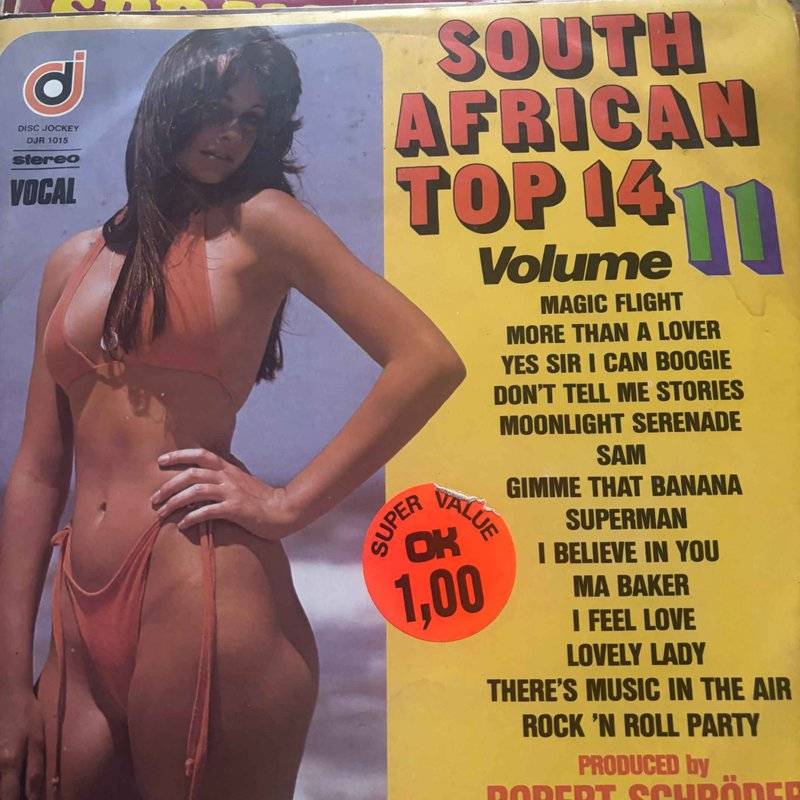 dj
DISC JOCKEY
DJR 1015
stereo
VOCAL
SOUTH
AFRICAN
TOP 14
Volume 11
MAGIC FLIGHT
MORE THAN A LOVER
YES SIR I CAN BOOGIE
DON'T TELL ME STORIES
MOONLIGHT SERENADE
SAM
GIMME THAT BANANA
SUPERMAN
I BELIEVE IN YOU
MA BAKER
I FEEL LOVE
LOVELY LADY
THERE'S MUSIC IN THE AIR
ROCK 'N ROLL PARTY
PRODUCED by
ROBERT SCHRÖDER
SUPER VALUE
OK
1,00